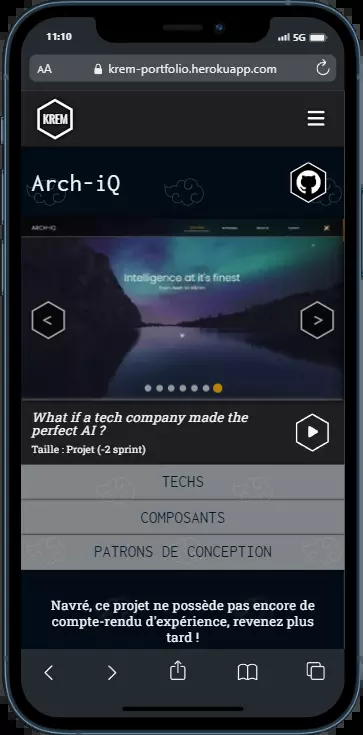 11:10 5G
AA krem-portfolio.herokuapp.com
KREM
Arch-iQ
ARCH-IQ
Intelligence at it's finest
What if a tech company made the
perfect AI ?
Taille : Projet (-2 sprint)
TECHS
COMPOSANTS
PATRONS DE CONCEPTION
Navré, ce projet ne possède pas encore de
compte-rendu d'expérience, revenez plus
tard !